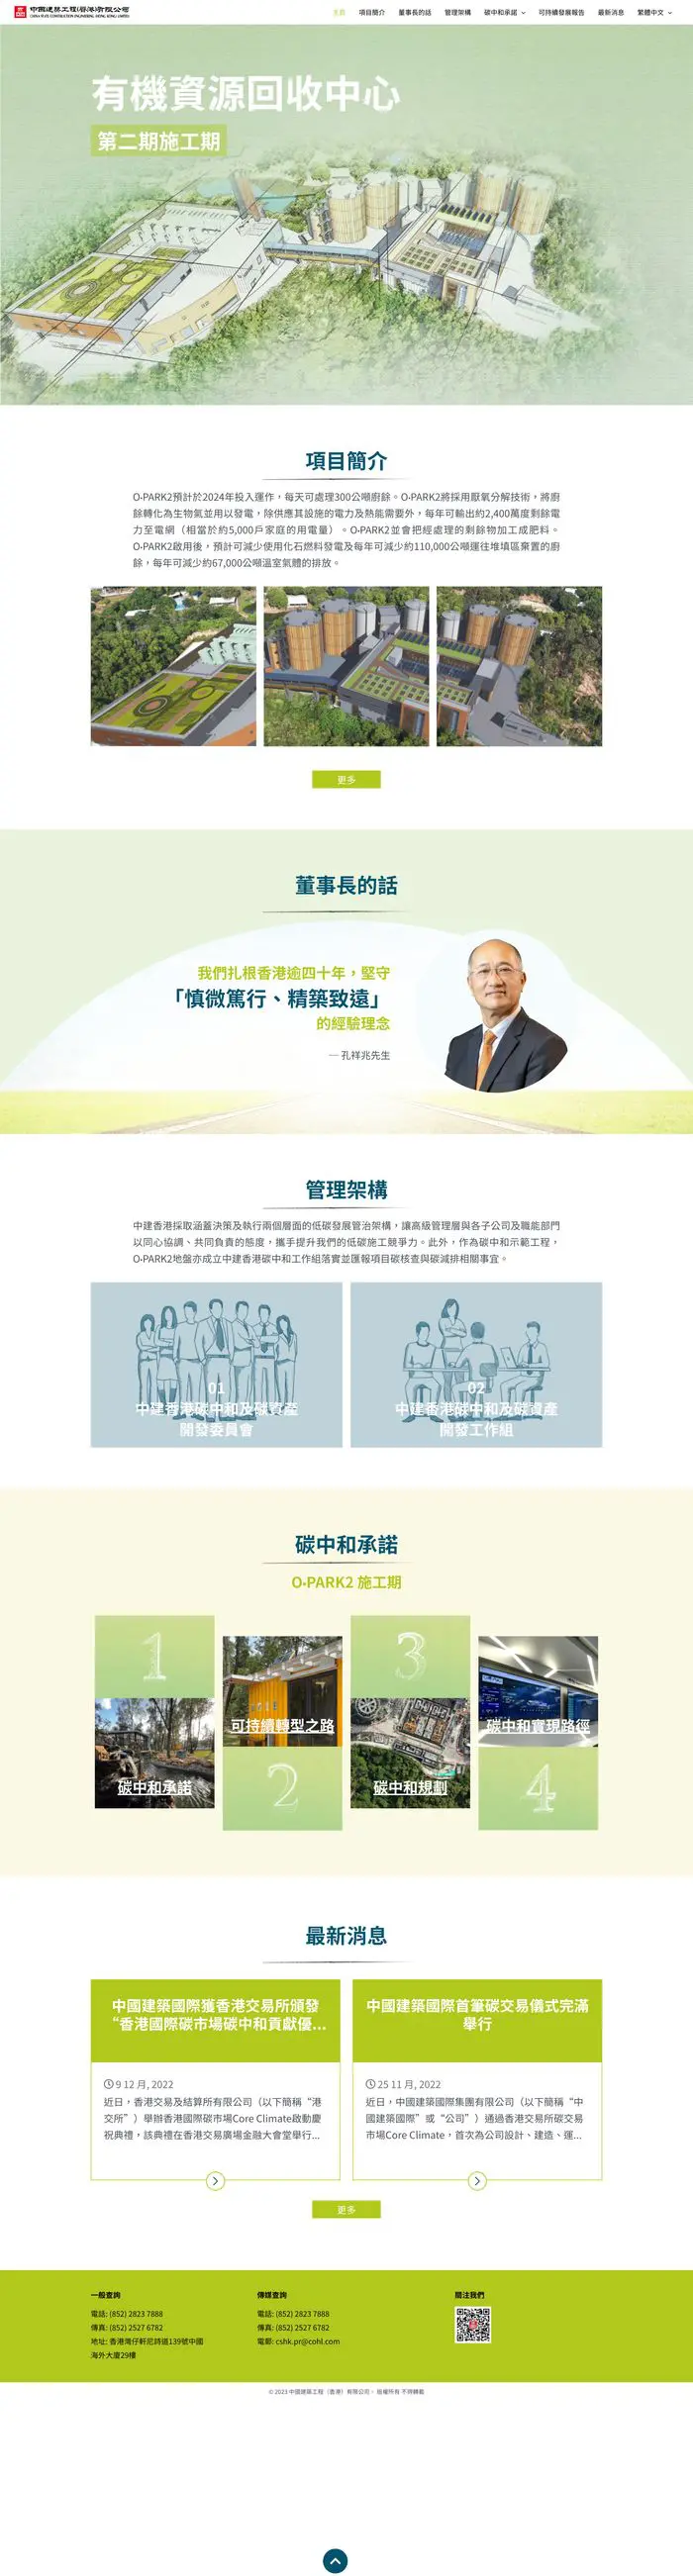 中國建築工程(香港)有限公司
CHINA STATE CONSTRUCTION ENGINEERING (HONG KONG) LIMITED
主頁 項目簡介 董事長的話 管理架構 碳中和承諾 可持續發展報告 最新消息 繁體中文
有機資源回收中心
第二期施工期
項目簡介
O·PARK2預計於2024年投入運作，每天可處理300公噸廚餘。O·PARK2將採用厭氧分解技術，將廚
餘轉化為生物氣並用以發電，除供應其設施的電力及熱能需要外，每年可輸出約2,400萬度剩餘電
力至電網（相當於約5,000戶家庭的用電量）。O·PARK2並會把經處理的剩餘物加工成肥料。
O·PARK2啟用後，預計可減少使用化石燃料發電及每年可減少約110,000公噸運往堆填區棄置的廚
餘，每年可減少約67,000公噸溫室氣體的排放。
更多
董事長的話
我們扎根香港逾四十年，堅守
「慎微篤行、精築致遠」
的經驗理念
— 孔祥兆先生
管理架構
中建香港採取涵蓋決策及執行兩個層面的低碳發展管治架構，讓高級管理層與各子公司及職能部門
以同心協調、共同負責的態度，攜手提升我們的低碳施工競爭力。此外，作為碳中和示範工程，
O·PARK2地盤亦成立中建香港碳中和工作組落實並匯報項目碳核查與碳減排相關事宜。
01
中建香港碳中和及碳資產
開發委員會
02
中建香港碳中和及碳資產
開發工作組
碳中和承諾
O·PARK2 施工期
1
碳中和承諾
可持續轉型之路
2
3
碳中和規劃
碳中和實現路徑
4
最新消息
中國建築國際獲香港交易所頒發
“香港國際碳市場碳中和貢獻優...
9 12 月, 2022
近日，香港交易及結算所有限公司（以下簡稱“港
交所”）舉辦香港國際碳市場Core Climate啟動慶
祝典禮，該典禮在香港交易廣場金融大會堂舉行...
中國建築國際首筆碳交易儀式完滿
舉行
25 11 月, 2022
近日，中國建築國際集團有限公司（以下簡稱“中
國建築國際”或“公司”）通過香港交易所碳交易
市場Core Climate，首次為公司設計、建造、運...
更多
一般查詢
電話: (852) 2823 7888
傳真: (852) 2527 6782
地址: 香港灣仔軒尼詩道139號中國
海外大廈29樓
傳媒查詢
電話: (852) 2823 7888
傳真: (852) 2527 6782
電郵: cshk.pr@cohl.com
關注我們
© 2023 中國建築工程（香港）有限公司。 版權所有 不得轉載